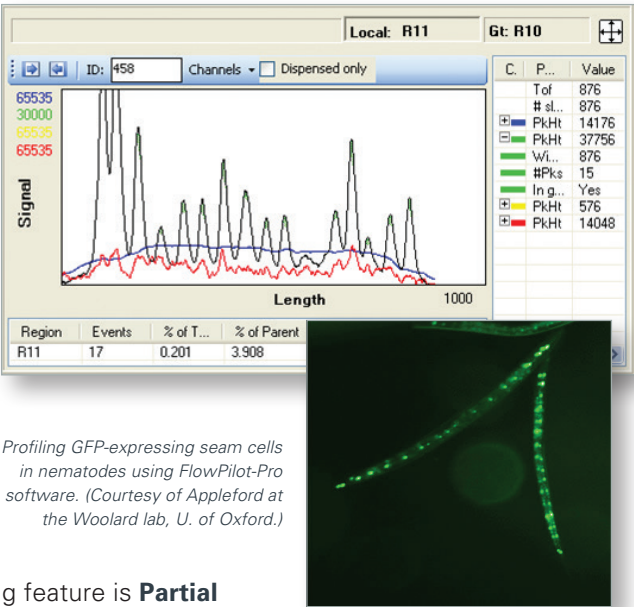 Local: R11 Gt: R10
ID: 458 Channels Dispensed only
C. P... Value
Tof 876
# sl... 876
PkHt 14176
PkHt 37756
Wi... 876
#Pks 15
In g... Yes
PkHt 576
PkHt 14048
65535
30000
65535
65535
Signal
Length 1000
Region Events % of T... % of Parent
R11 17 0.201 3.908
Profiling GFP-expressing seam cells
in nematodes using FlowPilot-Pro
software. (Courtesy of Appleford at
the Woolard lab, U. of Oxford.)
g feature is Partial